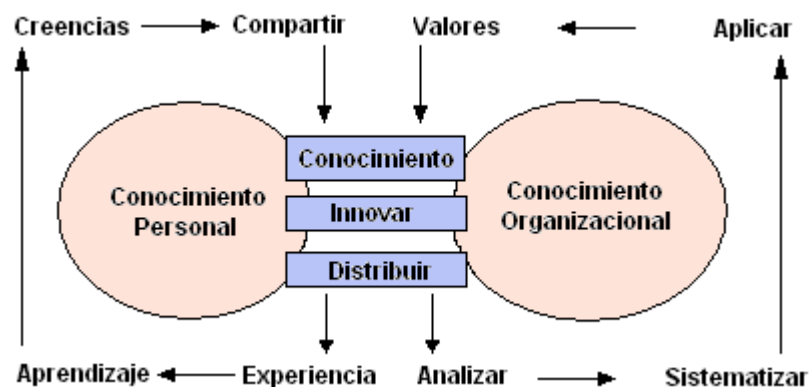 Creencias Compartir Valores Aplicar
Conocimiento
Conocimiento
Personal
Innovar
Conocimiento
Organizacional
Distribuir
Aprendizaje Experiencia Analizar Sistematizar